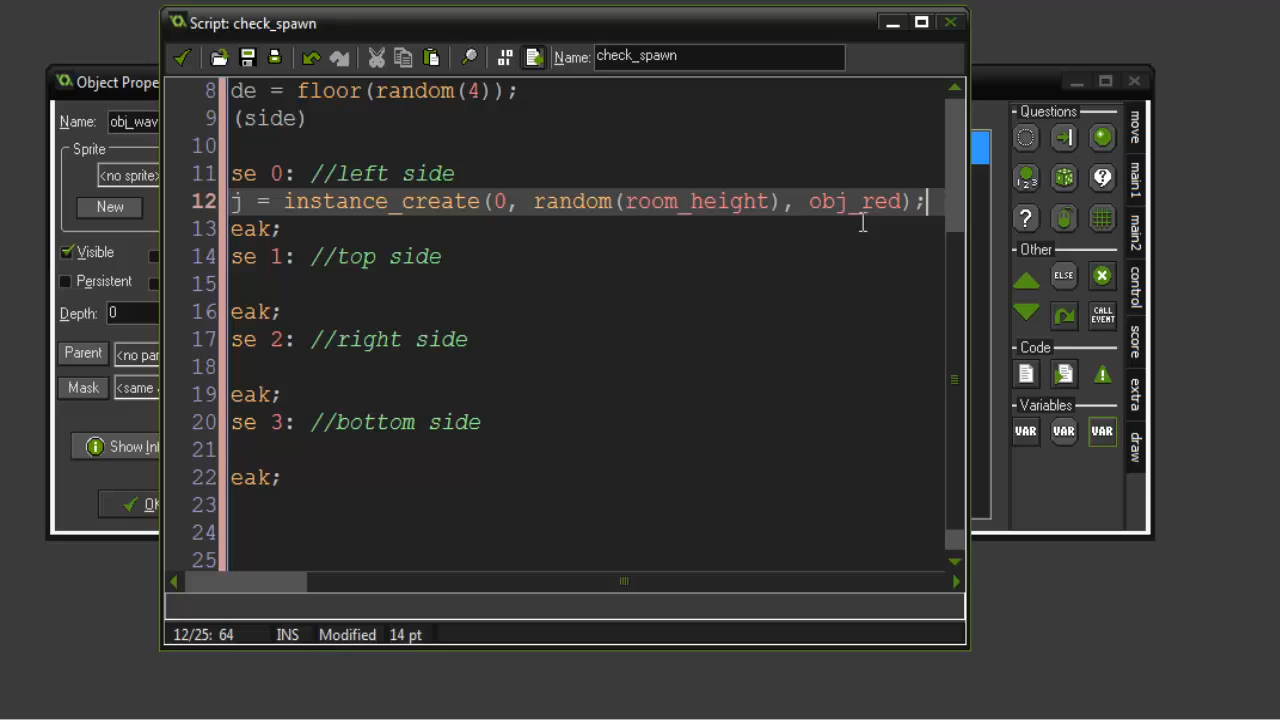 Script: check_spawn
Name: check_spawn
8 de = floor(random(4));
9 (side)
10
11 se 0: //left side
12 j = instance_create(0, random(room_height), obj_red);
13 eak;
14 se 1: //top side
15
16 eak;
17 se 2: //right side
18
19 eak;
20 se 3: //bottom side
21
22 eak;
23
24
25
12/25: 64 INS Modified 14 pt
Object Prope
Name: obj_wav
Sprite
<no sprite>
New
Visible
Persistent
Depth: 0
Parent <no par
Mask <same
Show Inf
OK
Questions
1 2 3
?
?
Other
ELSE
CALL EVENT
Code
Variables
VAR VAR VAR
move
main1
main2
control
score
extra
draw